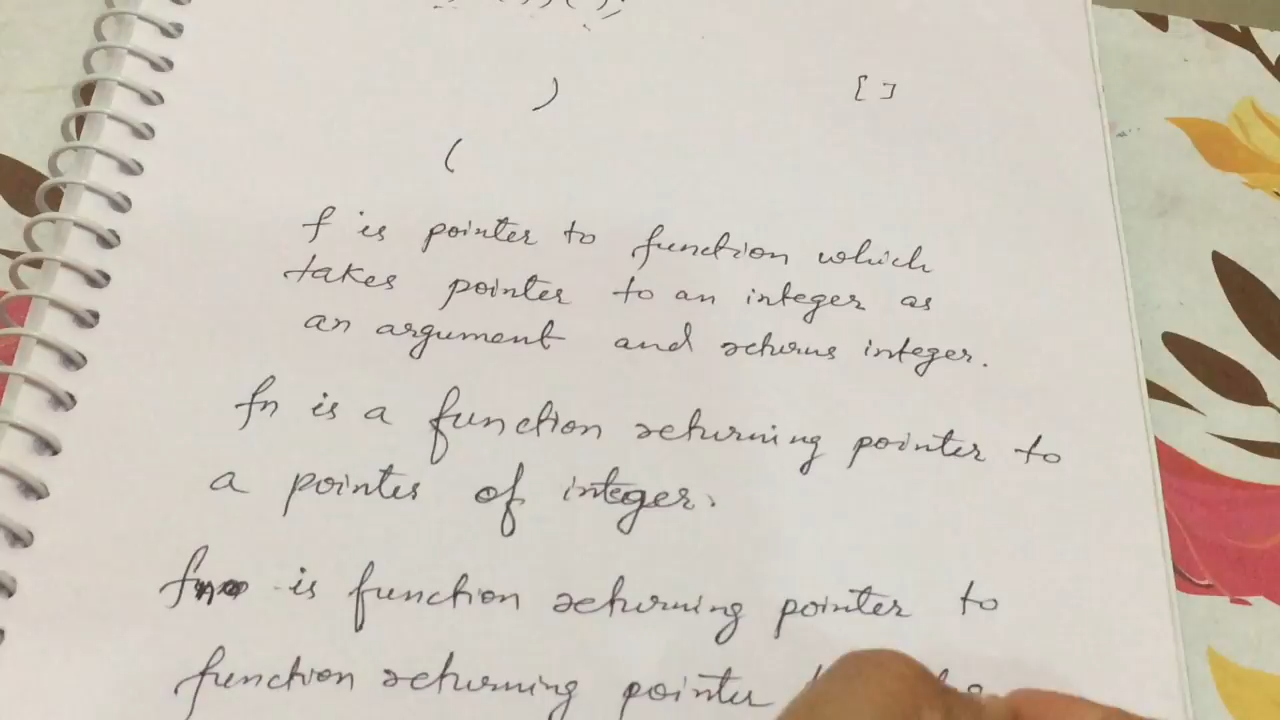 )
[ ]
(
f is pointer to function which
takes pointer to an integer as
an argument and returns integer.
fn is a function returning pointer to
a pointer of integer.
is function returning pointer to
function returning pointer